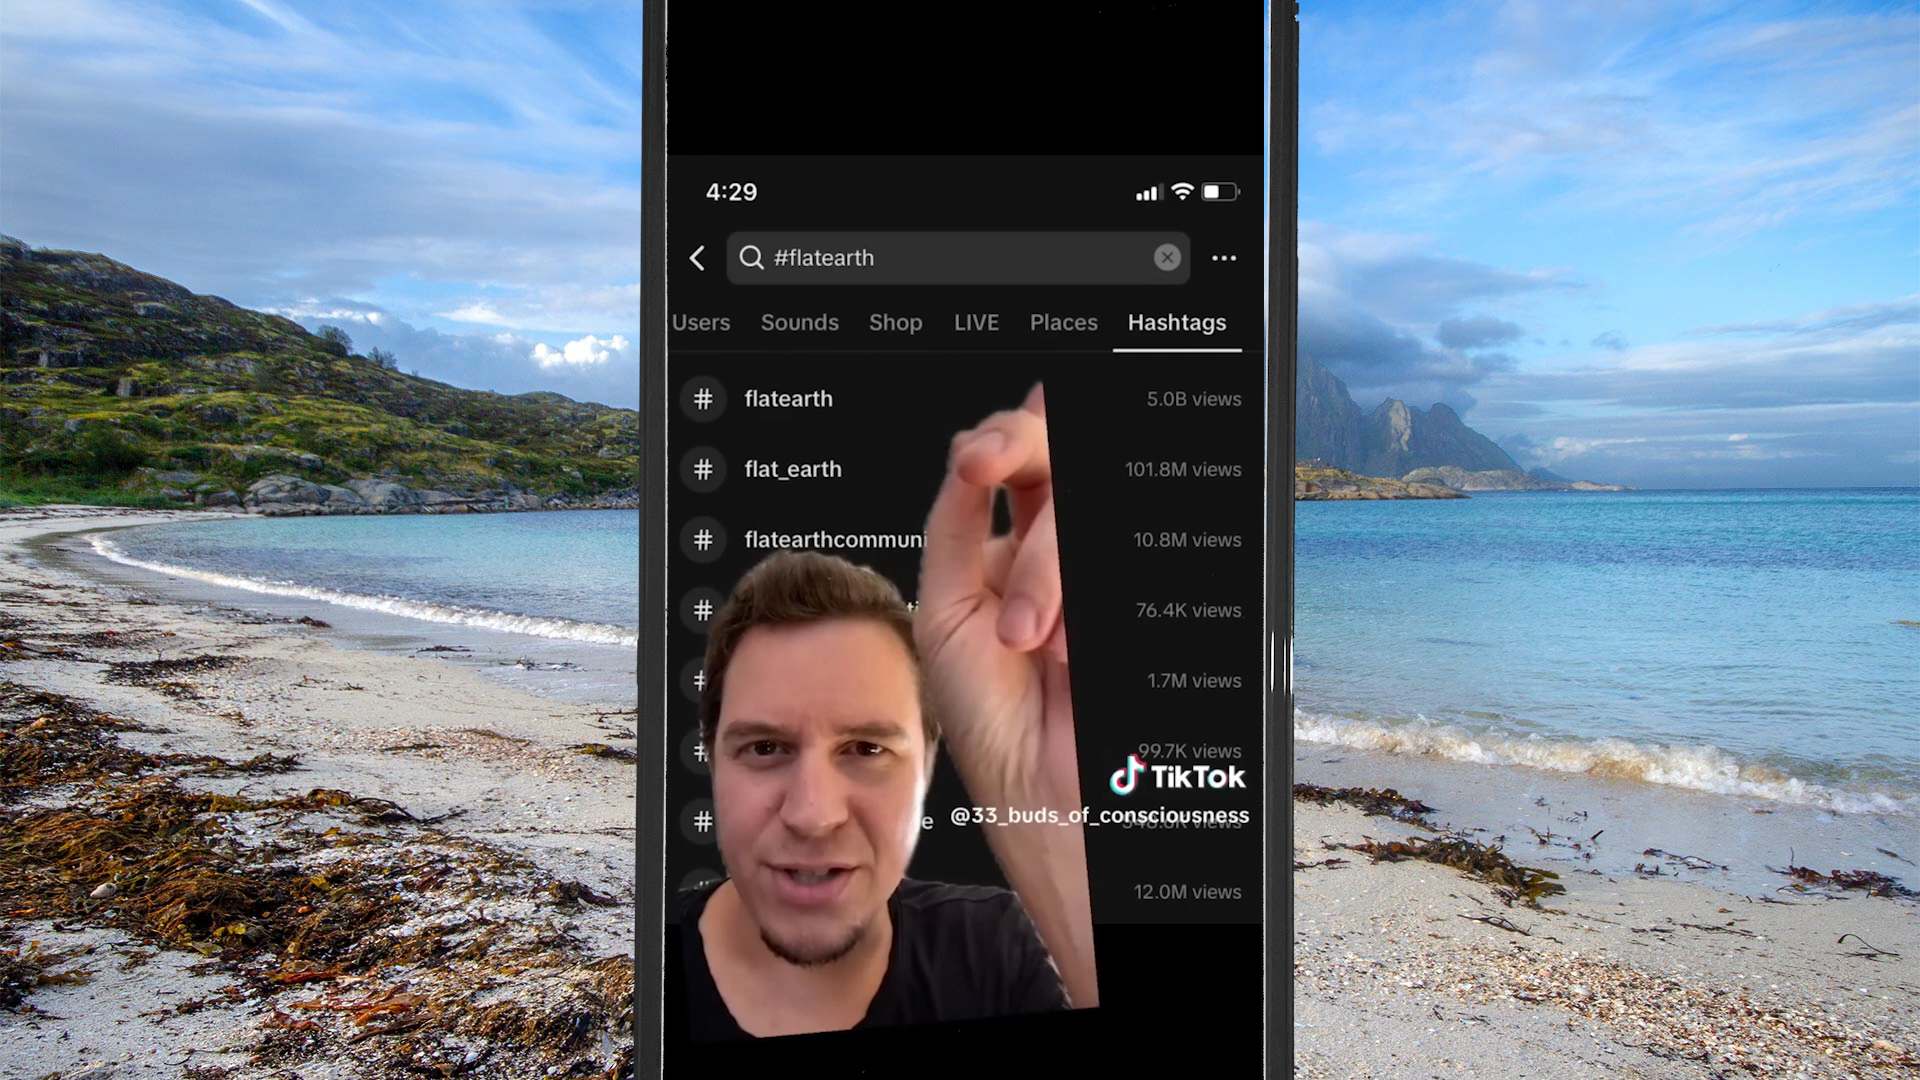 4:29
#flatearth
Users Sounds Shop LIVE Places Hashtags
# flatearth 5.0B views
# flat_earth 101.8M views
# flatearthcommuni 10.8M views
# 76.4K views
# 1.7M views
# 99.7K views
TikTok
@33_buds_of_consciousness
# e views
12.0M views